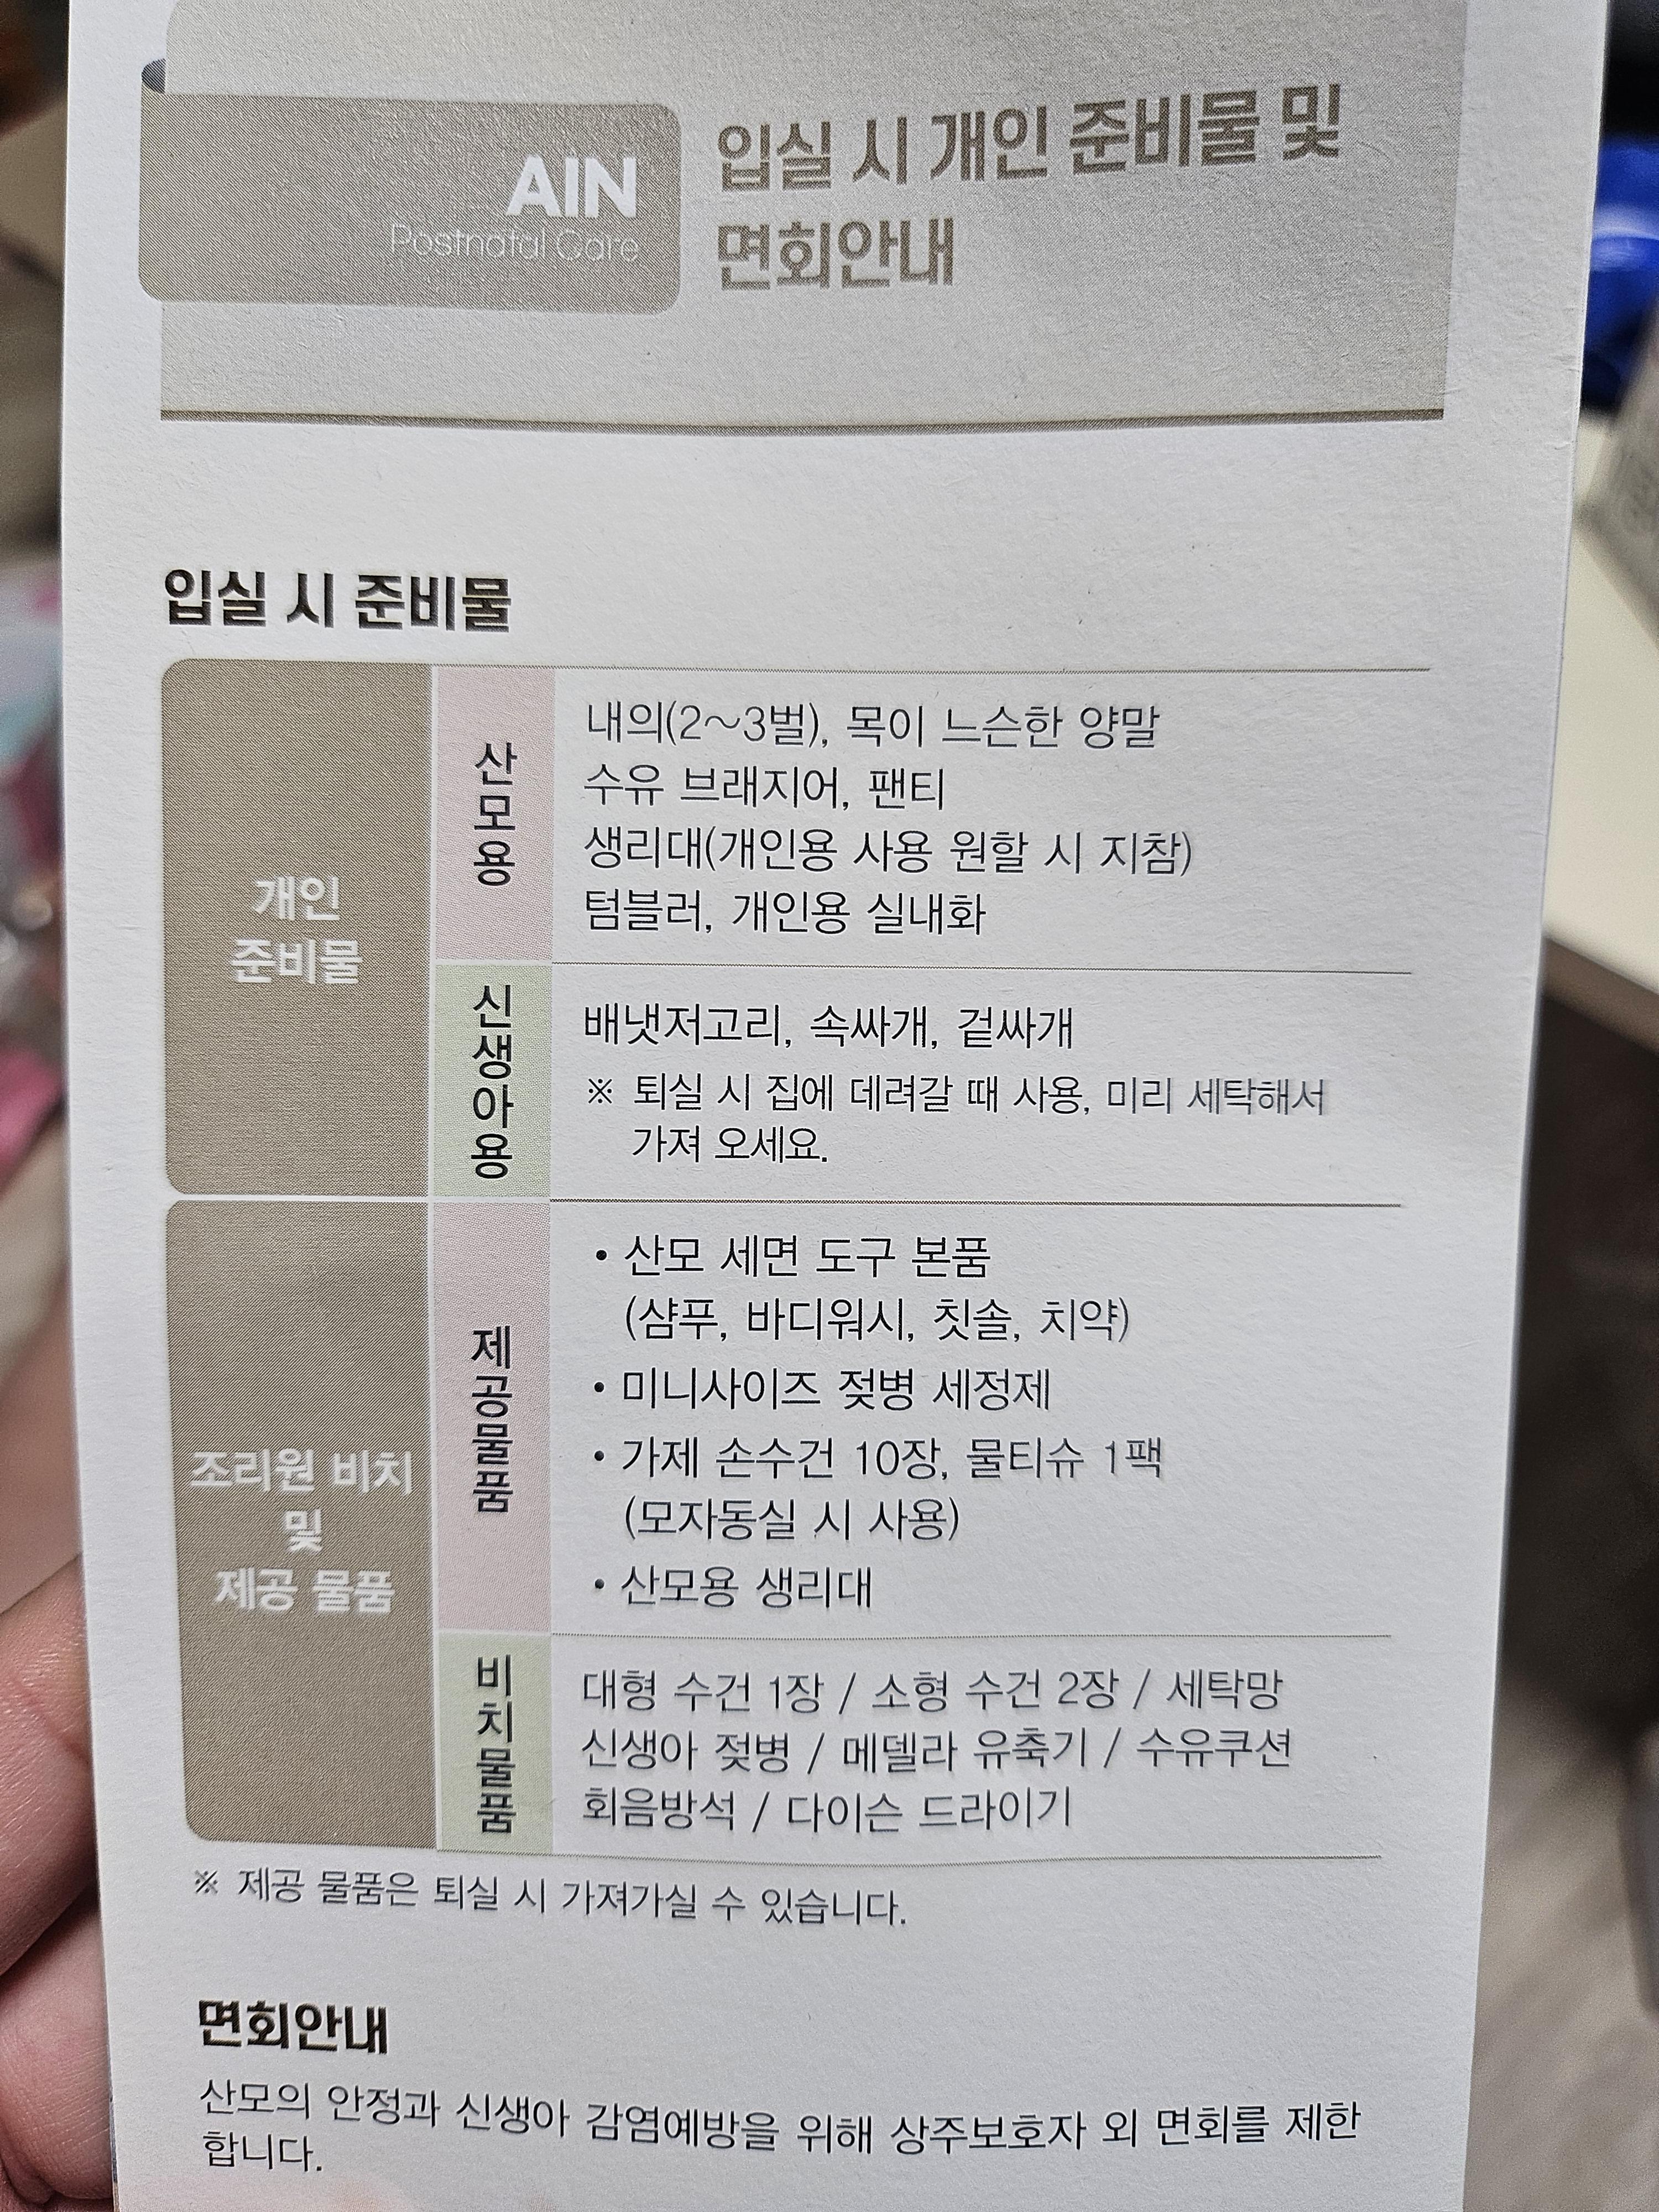 AIN
Postnatal Care
입실 시 개인 준비물 및
면회안내
입실 시 준비물
개인
준비물
산모용
내의(2~3벌), 목이 느슨한 양말
수유 브래지어, 팬티
생리대(개인용 사용 원할 시 지참)
텀블러, 개인용 실내화
신생아용
배냇저고리, 속싸개, 겉싸개
※ 퇴실 시 집에 데려갈 때 사용, 미리 세탁해서
가져 오세요.
조리원 비치
및
제공 물품
제공물품
• 산모 세면 도구 본품
(샴푸, 바디워시, 칫솔, 치약)
• 미니사이즈 젖병 세정제
• 가제 손수건 10장, 물티슈 1팩
(모자동실 시 사용)
• 산모용 생리대
비치물품
대형 수건 1장 / 소형 수건 2장 / 세탁망
신생아 젖병 / 메델라 유축기 / 수유쿠션
회음방석 / 다이슨 드라이기
※ 제공 물품은 퇴실 시 가져가실 수 있습니다.
면회안내
산모의 안정과 신생아 감염예방을 위해 상주보호자 외 면회를 제한
합니다.